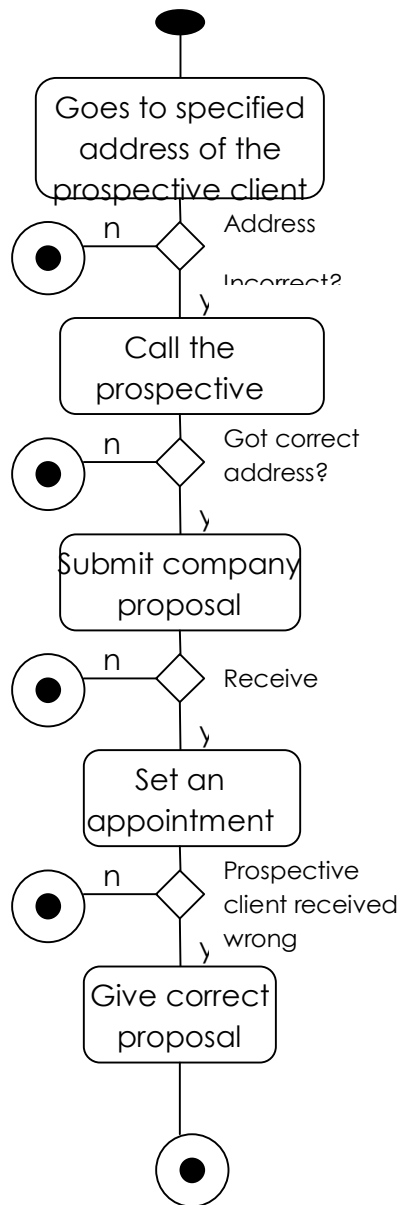 Goes to specified
address of the
prospective client
n
Address
Incorrect?
y
Call the
prospective
n
Got correct
address?
y
Submit company
proposal
n
Receive
y
Set an
appointment
n
Prospective
client received
wrong
y
Give correct
proposal